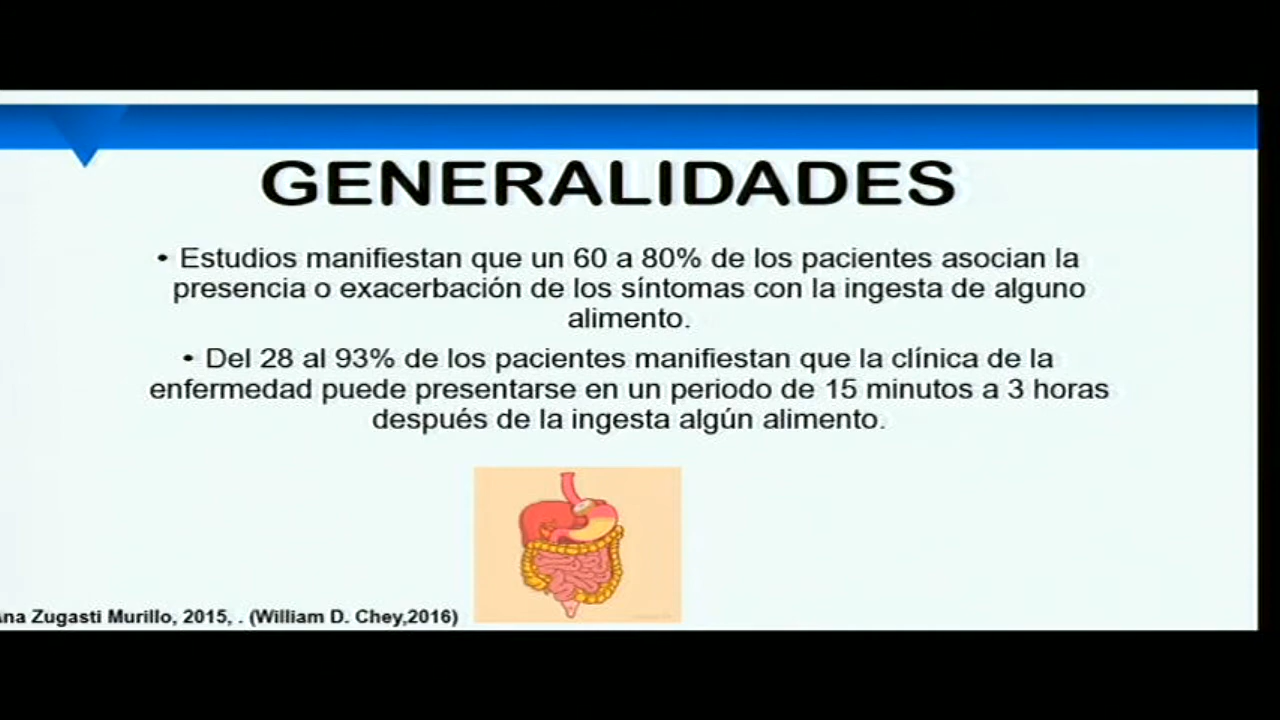 GENERALIDADES
• Estudios manifiestan que un 60 a 80% de los pacientes asocian la
presencia o exacerbación de los síntomas con la ingesta de alguno
alimento.
• Del 28 al 93% de los pacientes manifiestan que la clínica de la
enfermedad puede presentarse en un periodo de 15 minutos a 3 horas
después de la ingesta algún alimento.
Zugasti Murillo, 2015, . (William D. Chey,2016)